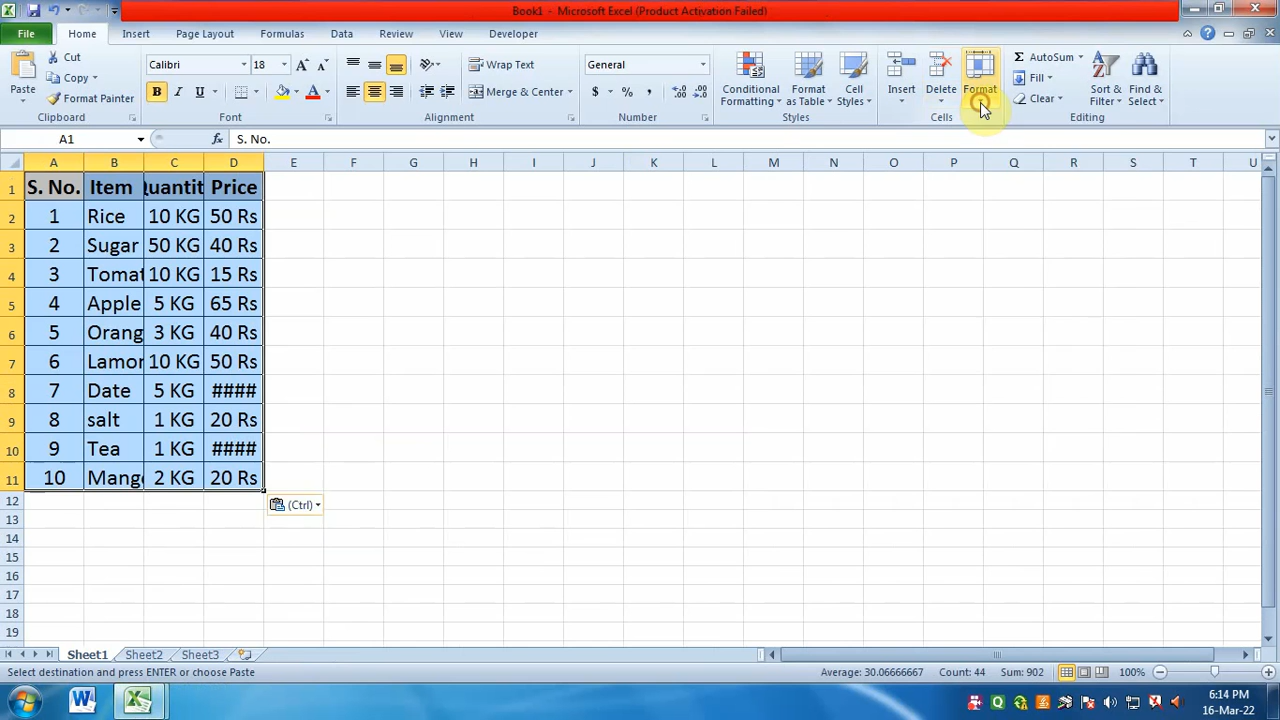 Book1 - Microsoft Excel (Product Activation Failed)
File Home Insert Page Layout Formulas Data Review View Developer
Paste
Cut
Copy
Format Painter
Clipboard
Calibri 18
B I U
Font
Wrap Text
Merge & Center
Alignment
General
$ % ,
Number
Conditional Formatting
Format as Table
Cell Styles
Styles
Insert
Delete
Format
Cells
Σ AutoSum
Fill
Clear
Sort & Filter
Find & Select
Editing
A1 fx S. No.
A B C D E F G H I J K L M N O P Q R S T U
1 S. No. Item Quantit Price
2 1 Rice 10 KG 50 Rs
3 2 Sugar 50 KG 40 Rs
4 3 Tomat 10 KG 15 Rs
5 4 Apple 5 KG 65 Rs
6 5 Orang 3 KG 40 Rs
7 6 Lamon 10 KG 50 Rs
8 7 Date 5 KG ####
9 8 salt 1 KG 20 Rs
10 9 Tea 1 KG ####
11 10 Mango 2 KG 20 Rs
12
(Ctrl)
13
14
15
16
17
18
19
Sheet1 Sheet2 Sheet3
Select destination and press ENTER or choose Paste Average: 30.06666667 Count: 44 Sum: 902 100%
6:14 PM
16-Mar-22